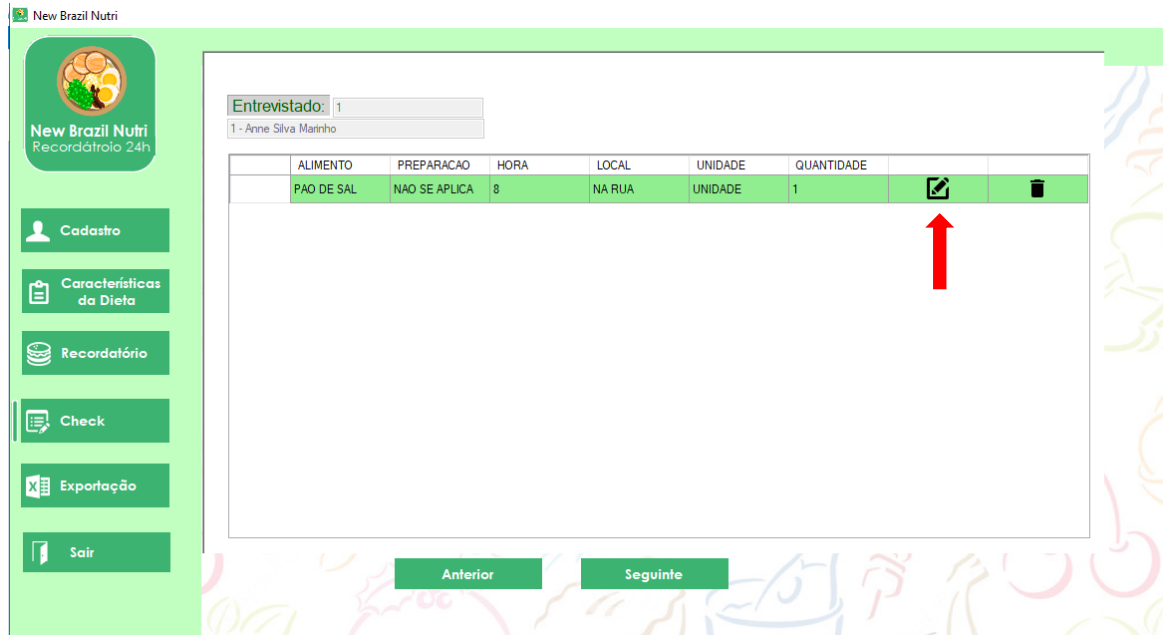 New Brazil Nutri
New Brazil Nutri
Recordátroio 24h
Cadastro
Características
da Dieta
Recordatório
Check
Exportação
Sair
Entrevistado: 1
1 - Anne Silva Marinho
ALIMENTO PREPARACAO HORA LOCAL UNIDADE QUANTIDADE
PAO DE SAL NAO SE APLICA 8 NA RUA UNIDADE 1
Anterior Seguinte